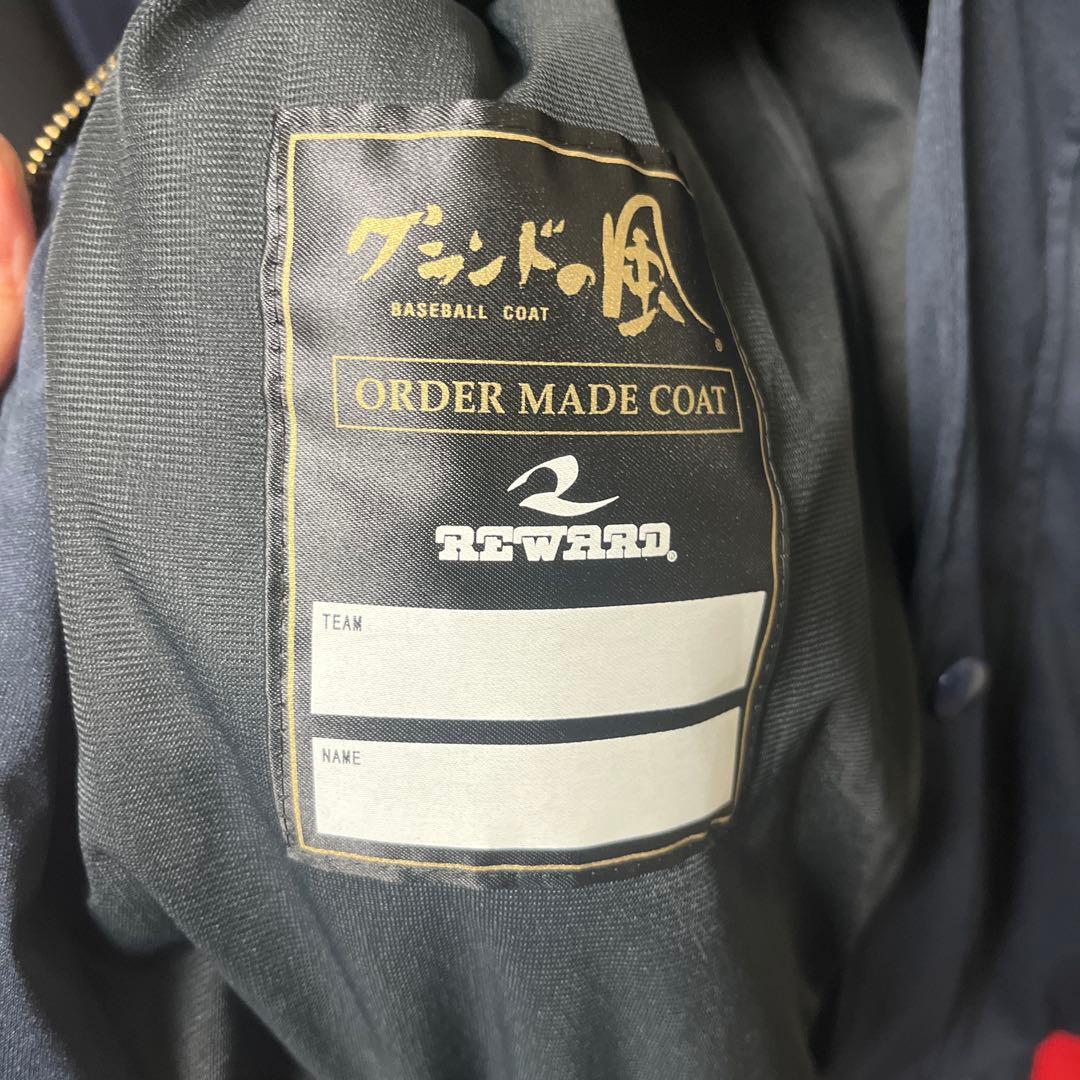 グランドの風®
BASEBALL COAT
ORDER MADE COAT
REWARD®
TEAM
NAME